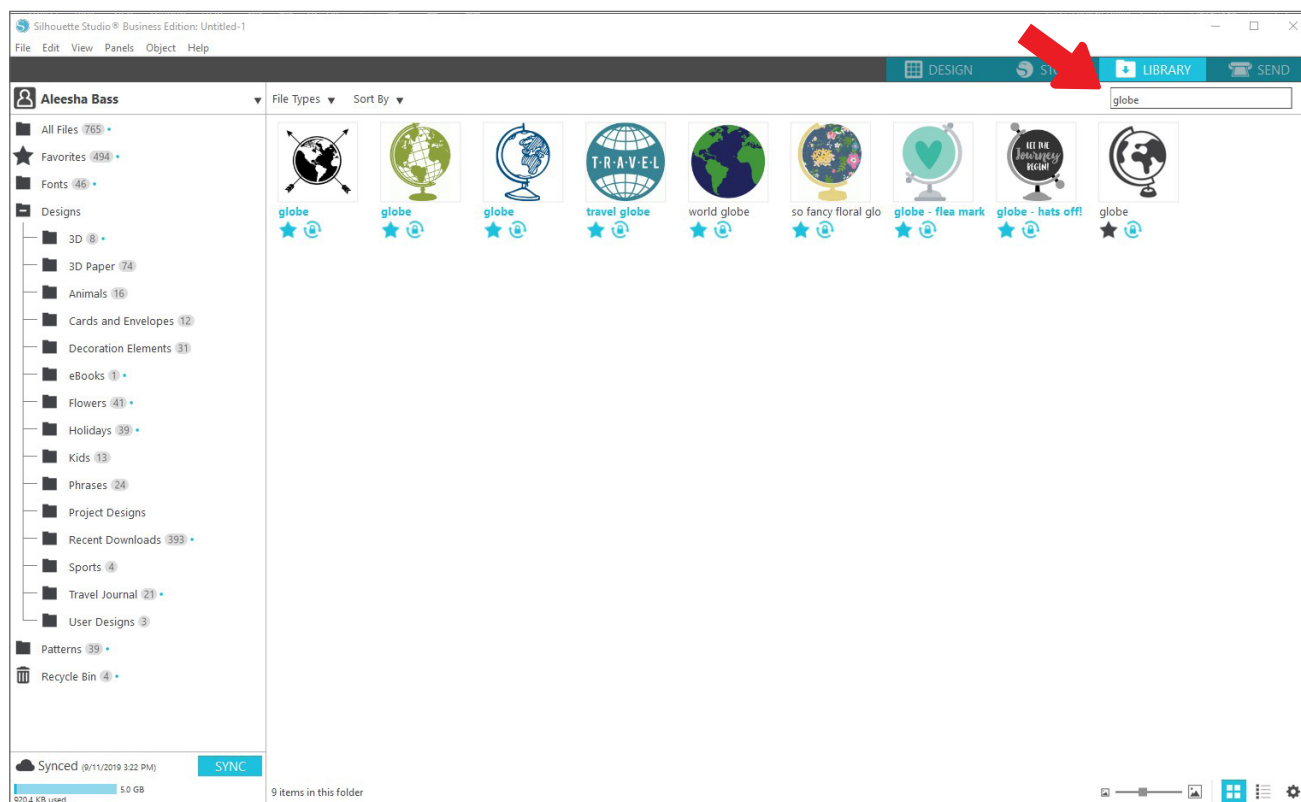 Silhouette Studio® Business Edition: Untitled-1
File Edit View Panels Object Help
DESIGN
LIBRARY
SEND
Aleesha Bass
File Types
Sort By
globe
All Files 765
Favorites 494
Fonts 46
Designs
3D 8
3D Paper 74
Animals 16
Cards and Envelopes 12
Decoration Elements 31
eBooks 1
Flowers 41
Holidays 39
Kids 13
Phrases 24
Project Designs
Recent Downloads 393
Sports 4
Travel Journal 21
User Designs 3
Patterns 39
Recycle Bin 4
T·R·A·V·E·L
LET THE
Journey
BEGIN!
globe
globe
globe
travel globe
world globe
so fancy floral glo
globe - flea mark
globe - hats off!
globe
Synced (9/11/2019 3:22 PM)
SYNC
5.0 GB
920.4 KB used
9 items in this folder